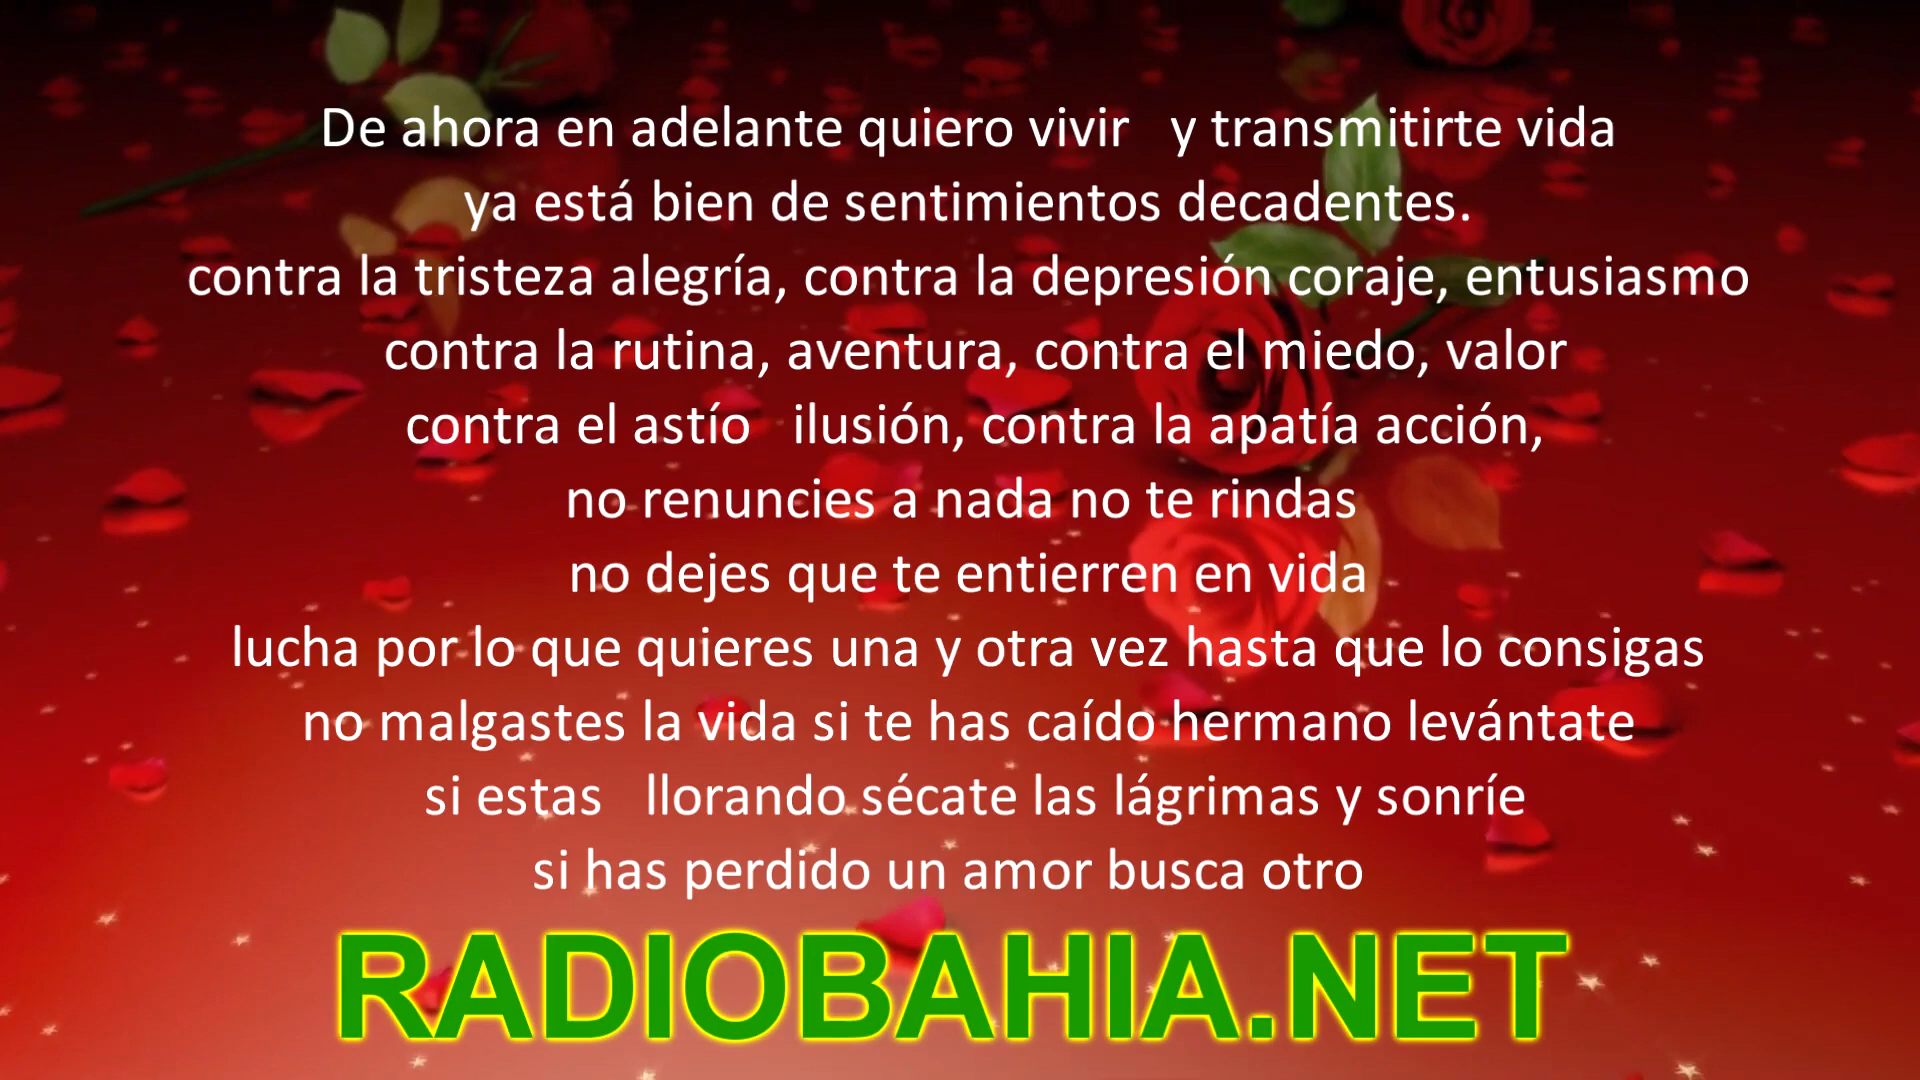 De ahora en adelante quiero vivir   y transmitirte vida
ya está bien de sentimientos decadentes.
contra la tristeza alegría, contra la depresión coraje, entusiasmo
contra la rutina, aventura, contra el miedo, valor
contra el astío   ilusión, contra la apatía acción,
no renuncies a nada no te rindas
no dejes que te entierren en vida
lucha por lo que quieres una y otra vez hasta que lo consigas
no malgastes la vida si te has caído hermano levántate
si estas   llorando sécate las lágrimas y sonríe
si has perdido un amor busca otro
RADIOBAHIA.NET